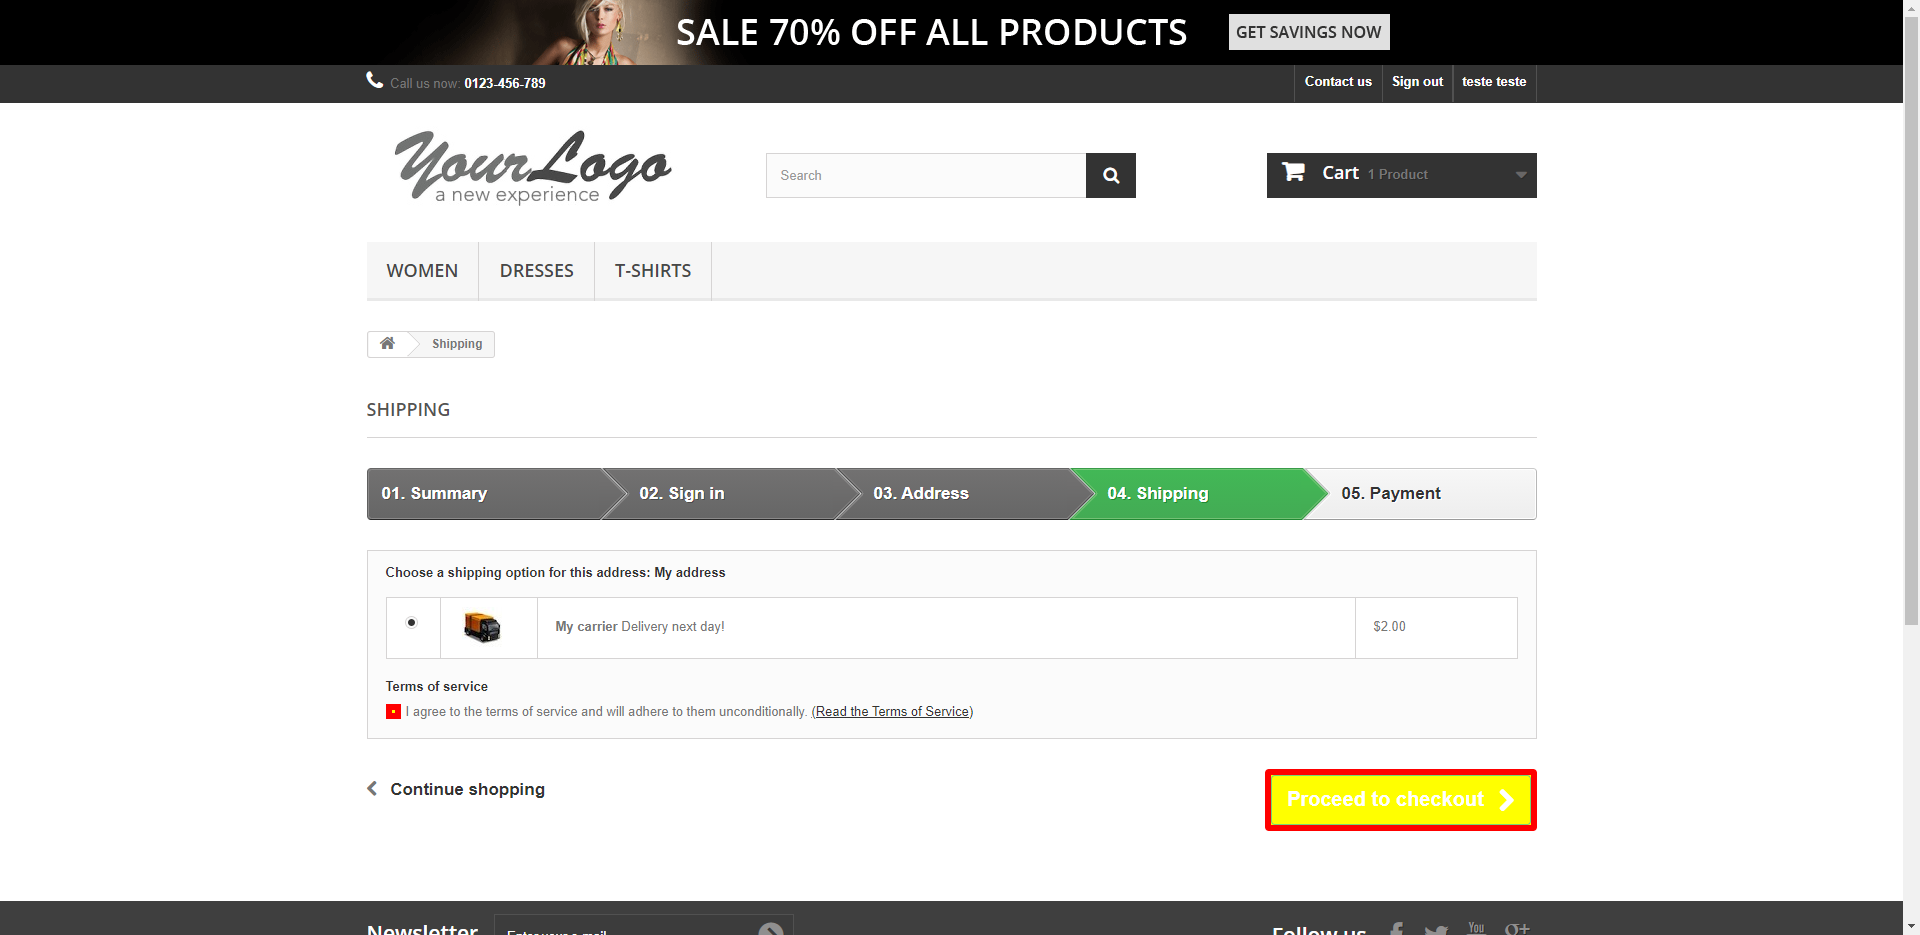 SALE 70% OFF ALL PRODUCTS GET SAVINGS NOW
Call us now: 0123-456-789 Contact us Sign out teste teste
YourLogo
a new experience
Search
Cart 1 Product
WOMEN DRESSES T-SHIRTS
Shipping
SHIPPING
01. Summary 02. Sign in 03. Address 04. Shipping 05. Payment
Choose a shipping option for this address: My address
My carrier Delivery next day! $2.00
Terms of service
I agree to the terms of service and will adhere to them unconditionally. (Read the Terms of Service)
Continue shopping Proceed to checkout
Newsletter Enter your e-mail Follow us You g+